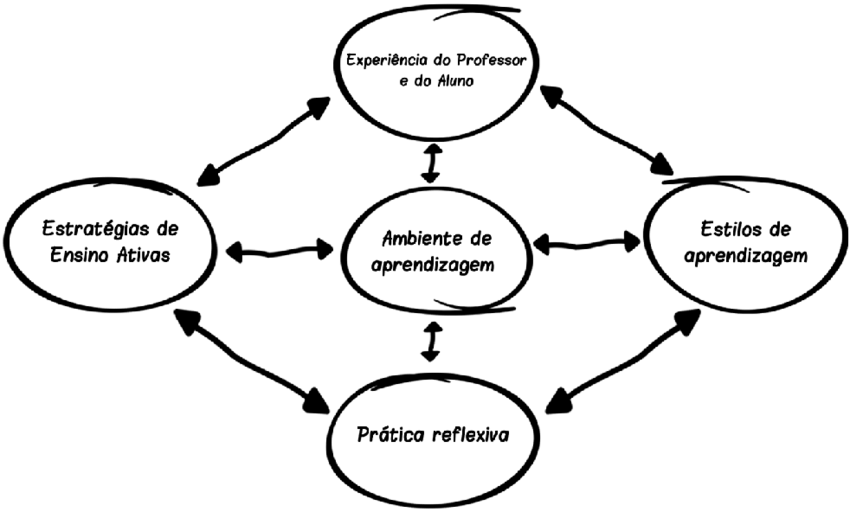 Experiência do Professor
e do Aluno
Estratégias de
Ensino Ativas
Ambiente de
aprendizagem
Estilos de
aprendizagem
Prática reflexiva